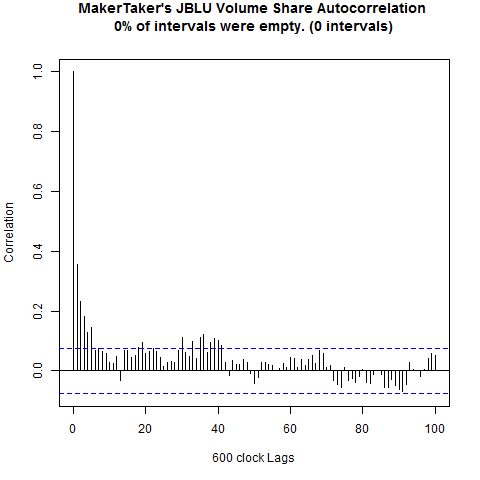 MakerTaker's JBLU Volume Share Autocorrelation
0% of intervals were empty. (0 intervals)
Correlation
1.0
0.8
0.6
0.4
0.2
0.0
0 20 40 60 80 100
600 clock Lags